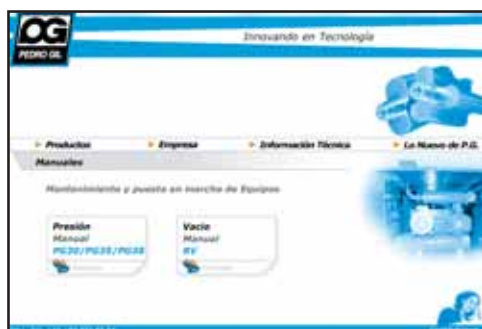 OG
PEDRO GIL
Innovando en Tecnología
Productos
Empresa
Información Técnica
Lo Nuevo de P.G.
Manuales
Mantenimiento y puesta en marcha de Equipos
Presión
Manual
PG30/PG35/PG38
Vacío
Manual
RV